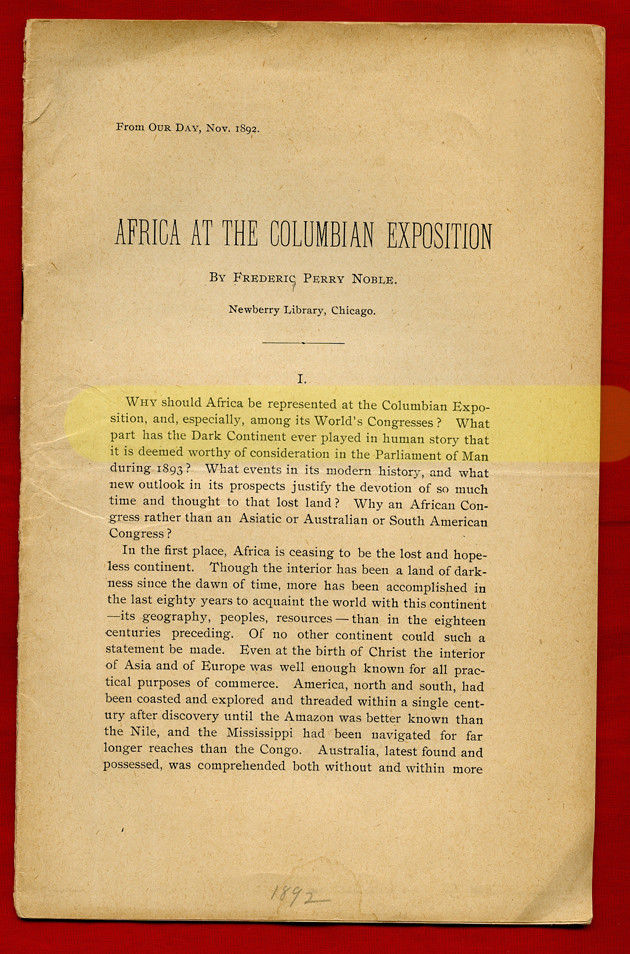 From OUR DAY, Nov. 1892.
AFRICA AT THE COLUMBIAN EXPOSITION
BY FREDERIC PERRY NOBLE.
Newberry Library, Chicago.
I.
WHY should Africa be represented at the Columbian Expo-
sition, and, especially, among its World's Congresses? What
part has the Dark Continent ever played in human story that
it is deemed worthy of consideration in the Parliament of Man
during 1893? What events in its modern history, and what
new outlook in its prospects justify the devotion of so much
time and thought to that lost land? Why an African Con-
gress rather than an Asiatic or Australian or South American
Congress?
In the first place, Africa is ceasing to be the lost and hope-
less continent. Though the interior has been a land of dark-
ness since the dawn of time, more has been accomplished in
the last eighty years to acquaint the world with this continent
—its geography, peoples, resources—than in the eighteen
centuries preceding. Of no other continent could such a
statement be made. Even at the birth of Christ the interior
of Asia and of Europe was well enough known for all prac-
tical purposes of commerce. America, north and south, had
been coasted and explored and threaded within a single cent-
ury after discovery until the Amazon was better known than
the Nile, and the Mississippi had been navigated for far
longer reaches than the Congo. Australia, latest found and
possessed, was comprehended both without and within more
1892